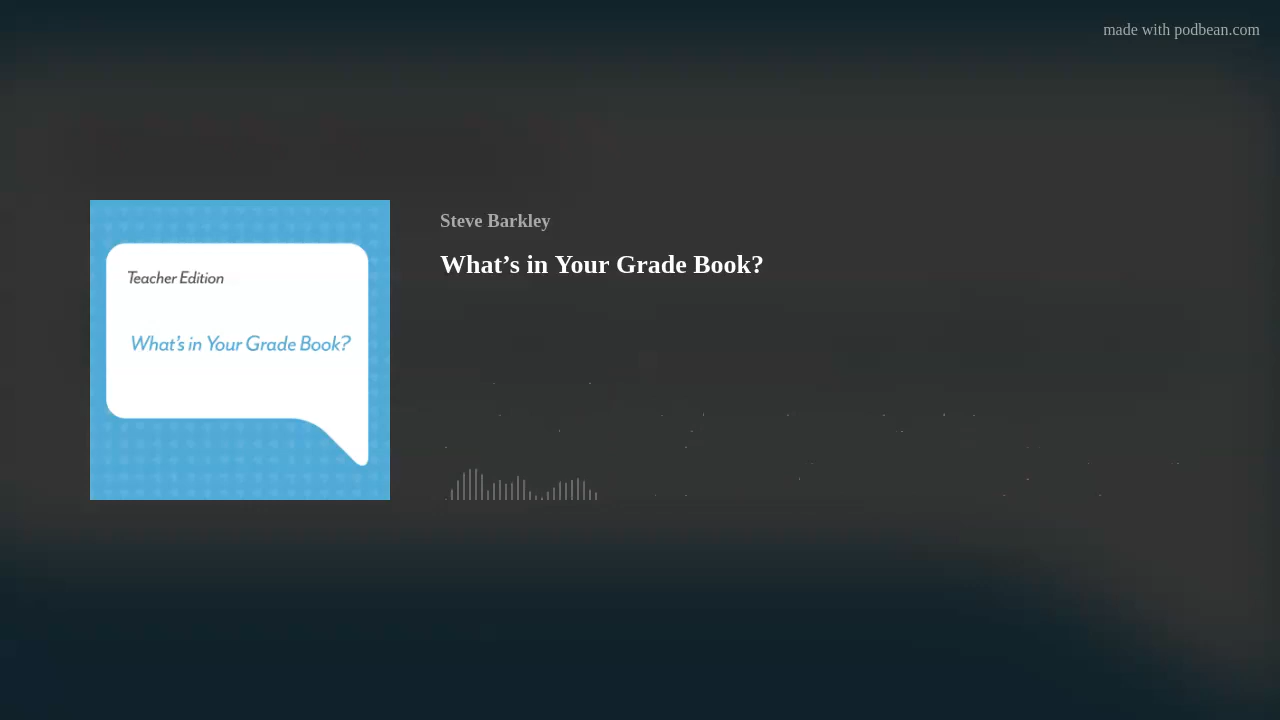 made with podbean.com
Teacher Edition
What's in Your Grade Book?
Steve Barkley
What’s in Your Grade Book?